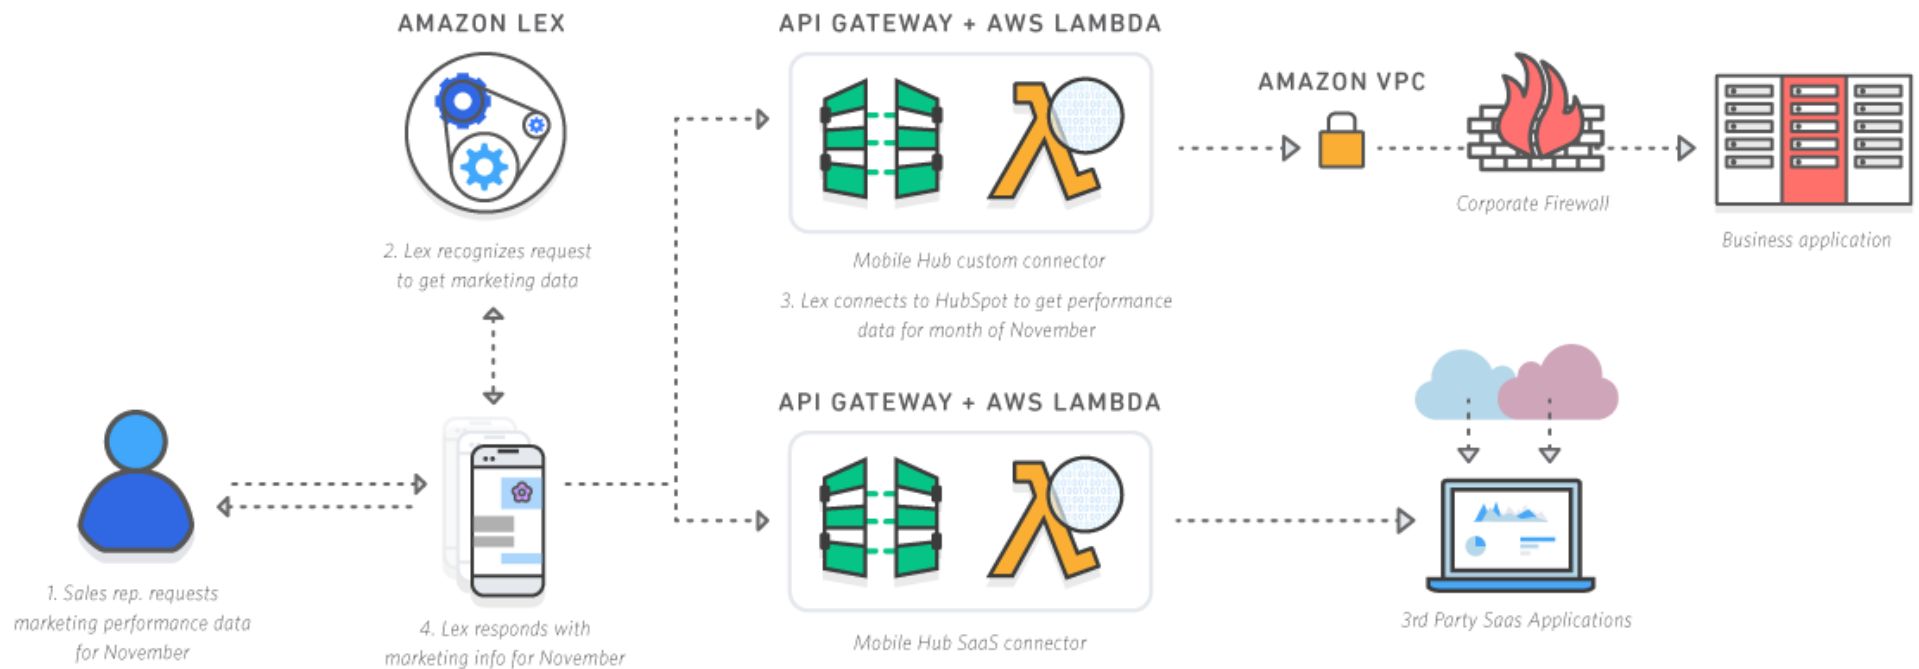 AMAZON LEX
2. Lex recognizes request
to get marketing data
API GATEWAY + AWS LAMBDA
Mobile Hub custom connector
3. Lex connects to HubSpot to get performance
data for month of November
AMAZON VPC
Corporate Firewall
Business application
1. Sales rep. requests
marketing performance data
for November
4. Lex responds with
marketing info for November
API GATEWAY + AWS LAMBDA
Mobile Hub SaaS connector
3rd Party Saas Applications